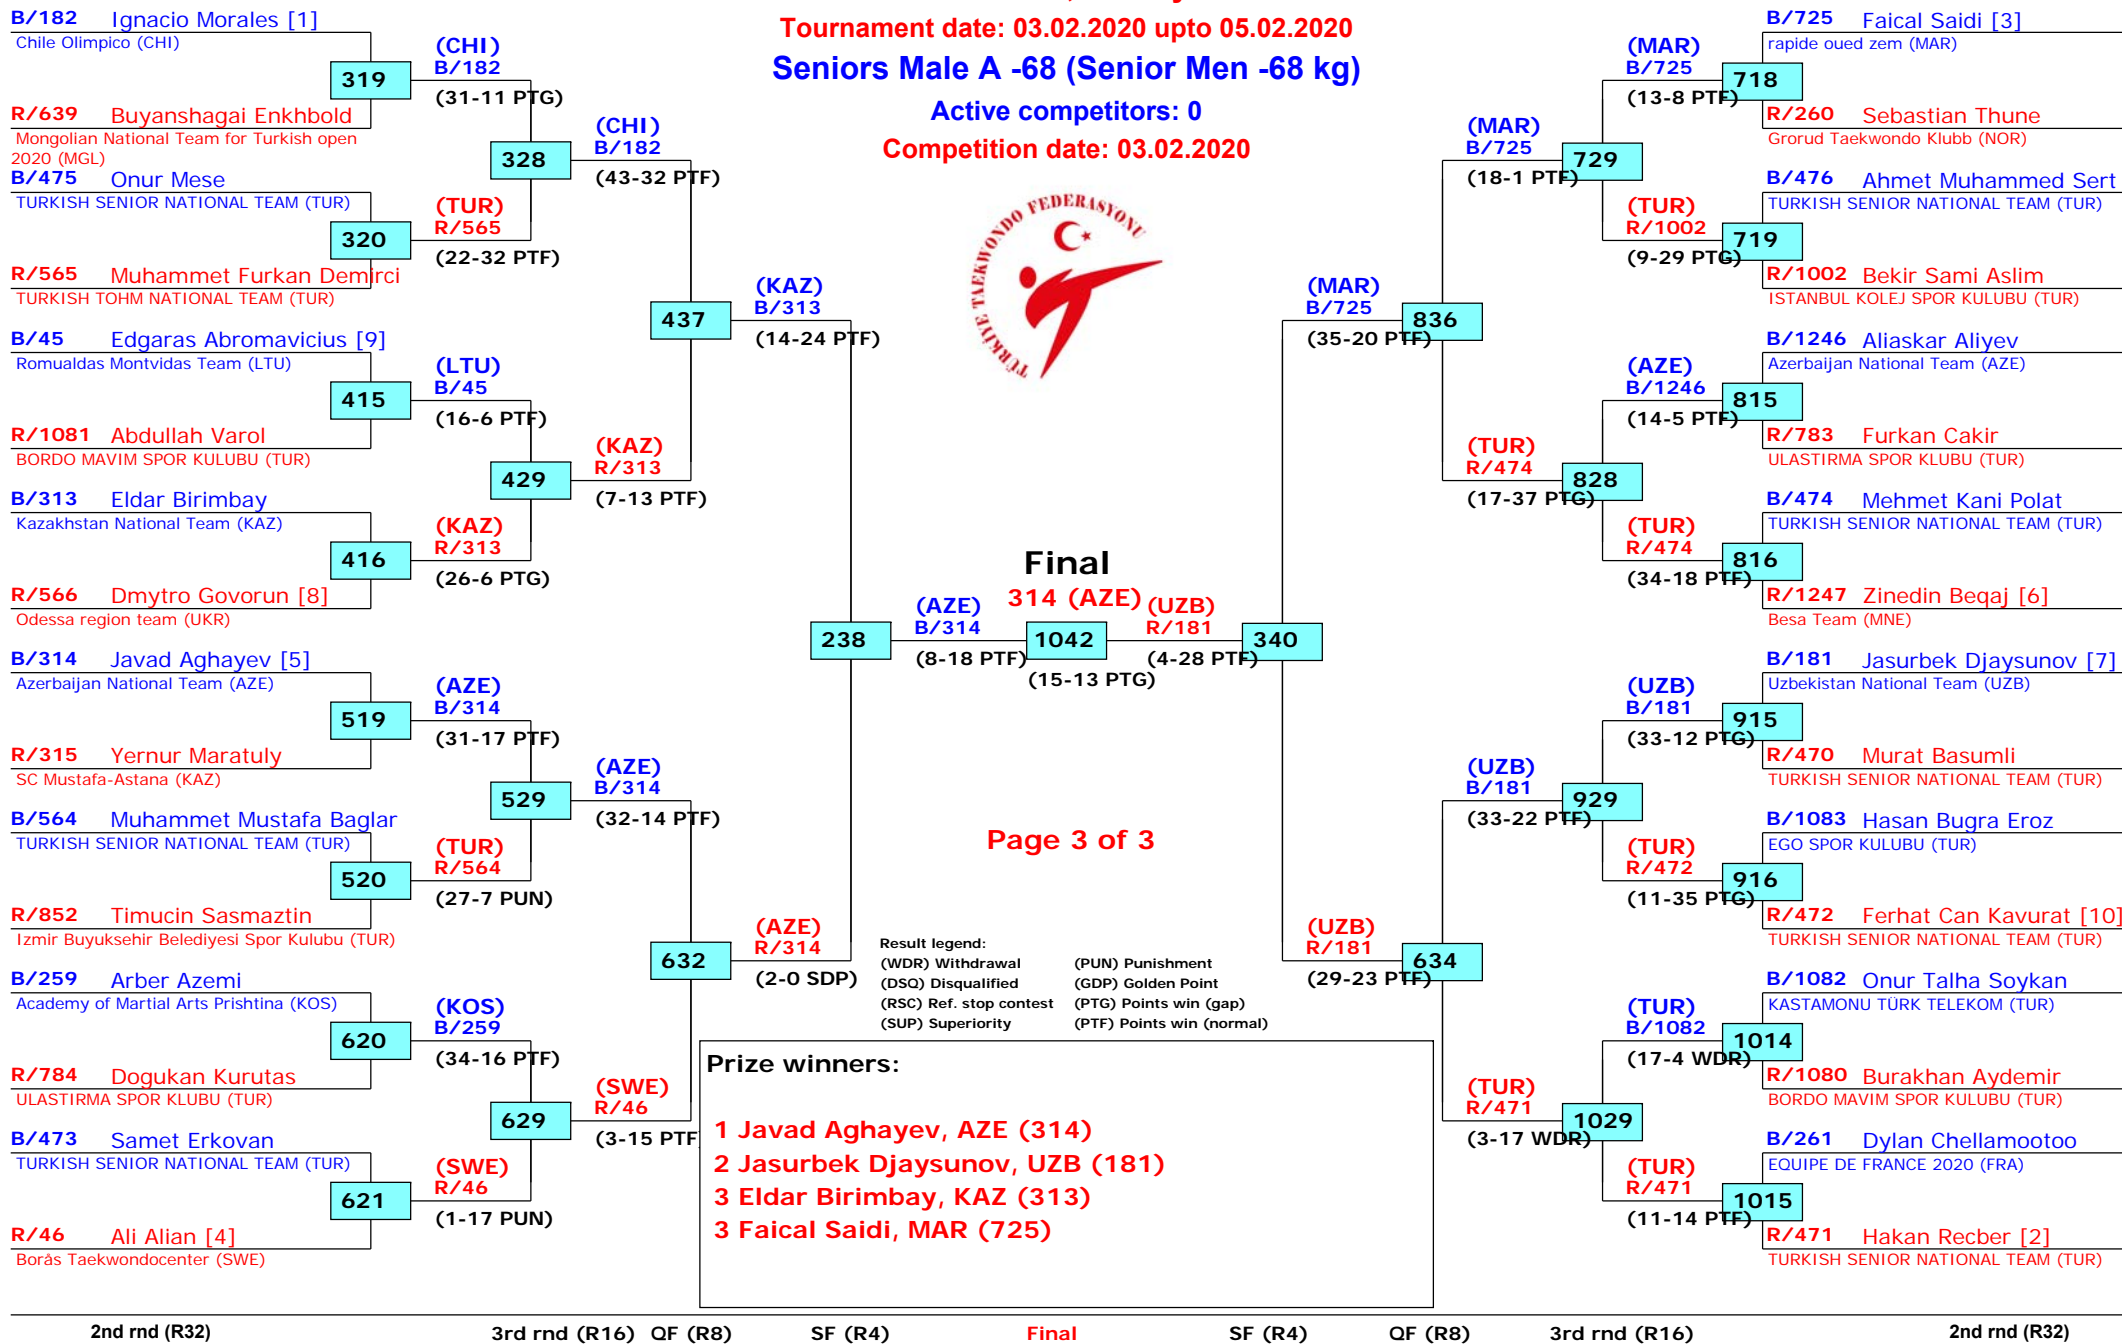 Tournament date: 03.02.2020 upto 05.02.2020
Seniors Male A -68 (Senior Men -68 kg)
Active competitors: 0
Competition date: 03.02.2020
TÜRKİYE TAEKWONDO FEDERASYONU
B/182 Ignacio Morales [1]
Chile Olimpico (CHI)
319
R/639 Buyanshagai Enkhbold
Mongolian National Team for Turkish open
2020 (MGL)
B/475 Onur Mese
TURKISH SENIOR NATIONAL TEAM (TUR)
320
R/565 Muhammet Furkan Demirci
TURKISH TOHM NATIONAL TEAM (TUR)
B/45 Edgaras Abromavicius [9]
Romualdas Montvidas Team (LTU)
415
R/1081 Abdullah Varol
BORDO MAVIM SPOR KULUBU (TUR)
B/313 Eldar Birimbay
Kazakhstan National Team (KAZ)
416
R/566 Dmytro Govorun [8]
Odessa region team (UKR)
B/314 Javad Aghayev [5]
Azerbaijan National Team (AZE)
519
R/315 Yernur Maratuly
SC Mustafa-Astana (KAZ)
B/564 Muhammet Mustafa Baglar
TURKISH SENIOR NATIONAL TEAM (TUR)
520
R/852 Timucin Sasmaztin
Izmir Buyuksehir Belediyesi Spor Kulubu (TUR)
B/259 Arber Azemi
Academy of Martial Arts Prishtina (KOS)
620
R/784 Dogukan Kurutas
ULASTIRMA SPOR KLUBU (TUR)
B/473 Samet Erkovan
TURKISH SENIOR NATIONAL TEAM (TUR)
621
R/46 Ali Alian [4]
Borås Taekwondocenter (SWE)
(CHI)
B/182
(31-11 PTG)
328
(TUR)
R/565
(22-32 PTF)
(LTU)
B/45
(16-6 PTF)
429
(KAZ)
R/313
(26-6 PTG)
(AZE)
B/314
(31-17 PTF)
529
(TUR)
R/564
(27-7 PUN)
(KOS)
B/259
(34-16 PTF)
629
(SWE)
R/46
(1-17 PUN)
(CHI)
B/182
(43-32 PTF)
437
(KAZ)
R/313
(7-13 PTF)
(AZE)
B/314
(32-14 PTF)
632
(SWE)
R/46
(3-15 PTF)
(KAZ)
B/313
(14-24 PTF)
238
(AZE)
R/314
(2-0 SDP)
(AZE)
B/314
(8-18 PTF)
Final
314 (AZE)
1042
(15-13 PTG)
(UZB)
R/181
(4-28 PTF)
340
(MAR)
B/725
(35-20 PTF)
836
(UZB)
R/181
(29-23 PTF)
634
(MAR)
B/725
(18-1 PTF)
729
(TUR)
R/474
(17-37 PTG)
828
(UZB)
B/181
(33-22 PTF)
929
(TUR)
R/471
(3-17 WDR)
1029
(MAR)
B/725
(13-8 PTF)
718
(TUR)
R/1002
(9-29 PTG)
719
(AZE)
B/1246
(14-5 PTF)
815
(TUR)
R/474
(34-18 PTF)
816
(UZB)
B/181
(33-12 PTG)
915
(TUR)
R/472
(11-35 PTG)
916
(TUR)
B/1082
(17-4 WDR)
1014
(TUR)
R/471
(11-14 PTF)
1015
B/725 Faical Saidi [3]
rapide oued zem (MAR)
R/260 Sebastian Thune
Grorud Taekwondo Klubb (NOR)
B/476 Ahmet Muhammed Sert
TURKISH SENIOR NATIONAL TEAM (TUR)
R/1002 Bekir Sami Aslim
ISTANBUL KOLEJ SPOR KULUBU (TUR)
B/1246 Aliaskar Aliyev
Azerbaijan National Team (AZE)
R/783 Furkan Cakir
ULASTIRMA SPOR KLUBU (TUR)
B/474 Mehmet Kani Polat
TURKISH SENIOR NATIONAL TEAM (TUR)
R/1247 Zinedin Beqaj [6]
Besa Team (MNE)
B/181 Jasurbek Djaysunov [7]
Uzbekistan National Team (UZB)
R/470 Murat Basumli
TURKISH SENIOR NATIONAL TEAM (TUR)
B/1083 Hasan Bugra Eroz
EGO SPOR KULUBU (TUR)
R/472 Ferhat Can Kavurat [10]
TURKISH SENIOR NATIONAL TEAM (TUR)
B/1082 Onur Talha Soykan
KASTAMONU TÜRK TELEKOM (TUR)
R/1080 Burakhan Aydemir
BORDO MAVIM SPOR KULUBU (TUR)
B/261 Dylan Chellamootoo
EQUIPE DE FRANCE 2020 (FRA)
R/471 Hakan Recber [2]
TURKISH SENIOR NATIONAL TEAM (TUR)
Page 3 of 3
Result legend:
(WDR) Withdrawal (PUN) Punishment
(DSQ) Disqualified (GDP) Golden Point
(RSC) Ref. stop contest (PTG) Points win (gap)
(SUP) Superiority (PTF) Points win (normal)
Prize winners:
1 Javad Aghayev, AZE (314)
2 Jasurbek Djaysunov, UZB (181)
3 Eldar Birimbay, KAZ (313)
3 Faical Saidi, MAR (725)
2nd rnd (R32) 3rd rnd (R16) QF (R8) SF (R4) Final SF (R4) QF (R8) 3rd rnd (R16) 2nd rnd (R32)